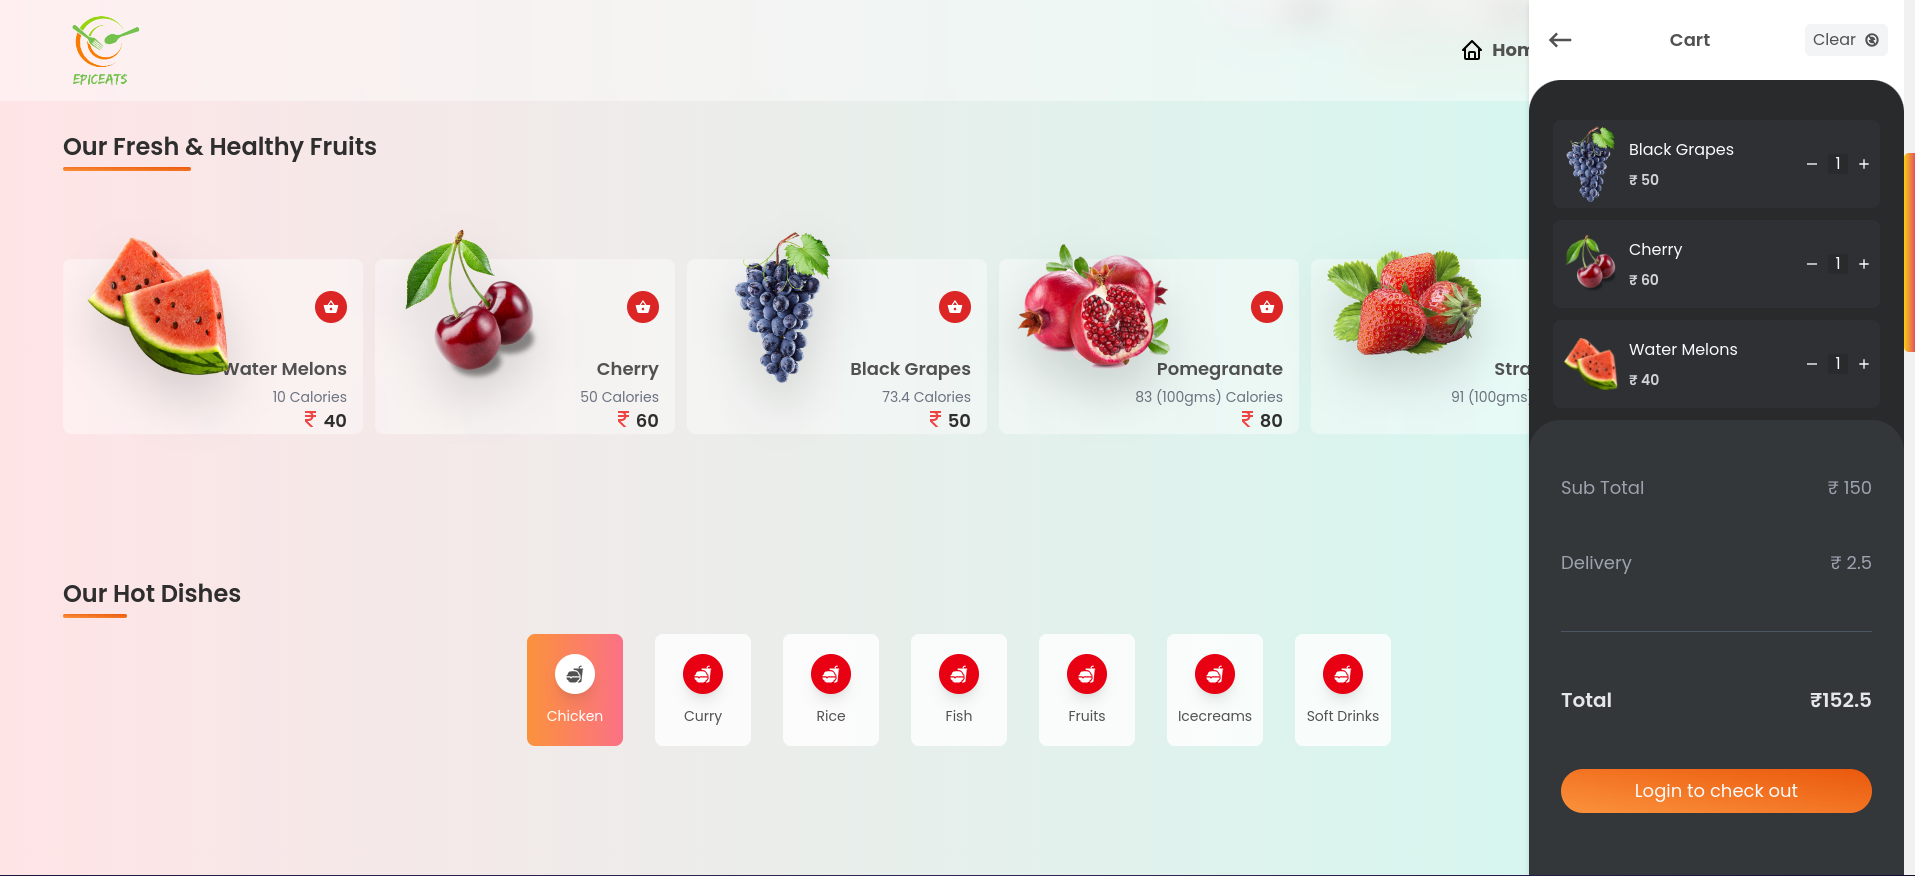 EPICEATS
Hom
Our Fresh & Healthy Fruits
Water Melons
10 Calories
₹ 40
Cherry
50 Calories
₹ 60
Black Grapes
73.4 Calories
₹ 50
Pomegranate
83 (100gms) Calories
₹ 80
Stra
91 (100gms)
Our Hot Dishes
Chicken
Curry
Rice
Fish
Fruits
Icecreams
Soft Drinks
Cart
Clear
Black Grapes
₹ 50
1
Cherry
₹ 60
1
Water Melons
₹ 40
1
Sub Total ₹ 150
Delivery ₹ 2.5
Total ₹152.5
Login to check out